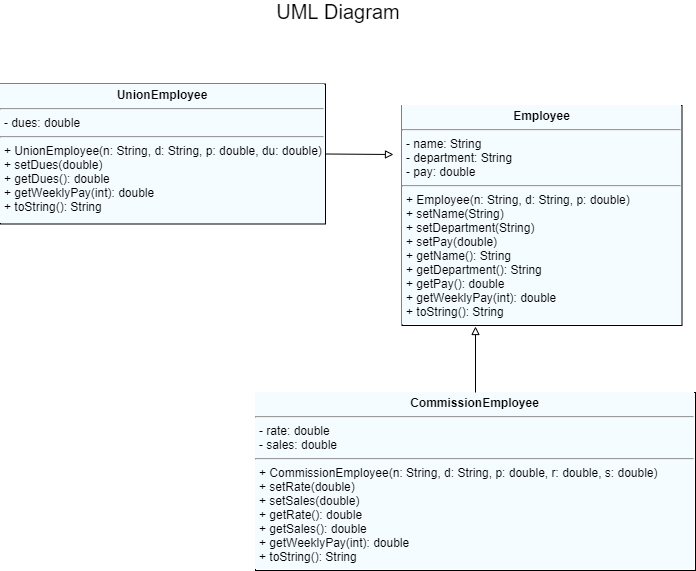 UML Diagram
UnionEmployee
- dues: double
+ UnionEmployee(n: String, d: String, p: double, du: double)
+ setDues(double)
+ getDues(): double
+ getWeeklyPay(int): double
+ toString(): String
Employee
- name: String
- department: String
- pay: double
+ Employee(n: String, d: String, p: double)
+ setName(String)
+ setDepartment(String)
+ setPay(double)
+ getName(): String
+ getDepartment(): String
+ getPay(): double
+ getWeeklyPay(int): double
+ toString(): String
CommissionEmployee
- rate: double
- sales: double
+ CommissionEmployee(n: String, d: String, p: double, r: double, s: double)
+ setRate(double)
+ setSales(double)
+ getRate(): double
+ getSales(): double
+ getWeeklyPay(int): double
+ toString(): String